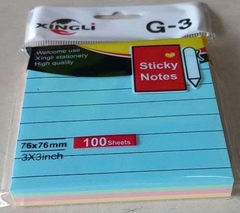 XINGLI
G-3
Welcome use
Xingli stationery
High quality
Sticky
Notes
76x76mm
100 Sheets
3X3inch